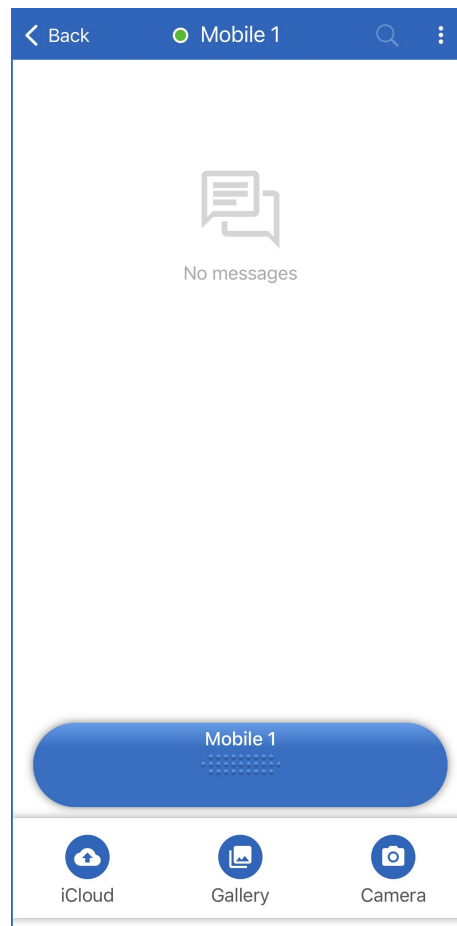 Back
Mobile 1
No messages
Mobile 1
iCloud
Gallery
Camera